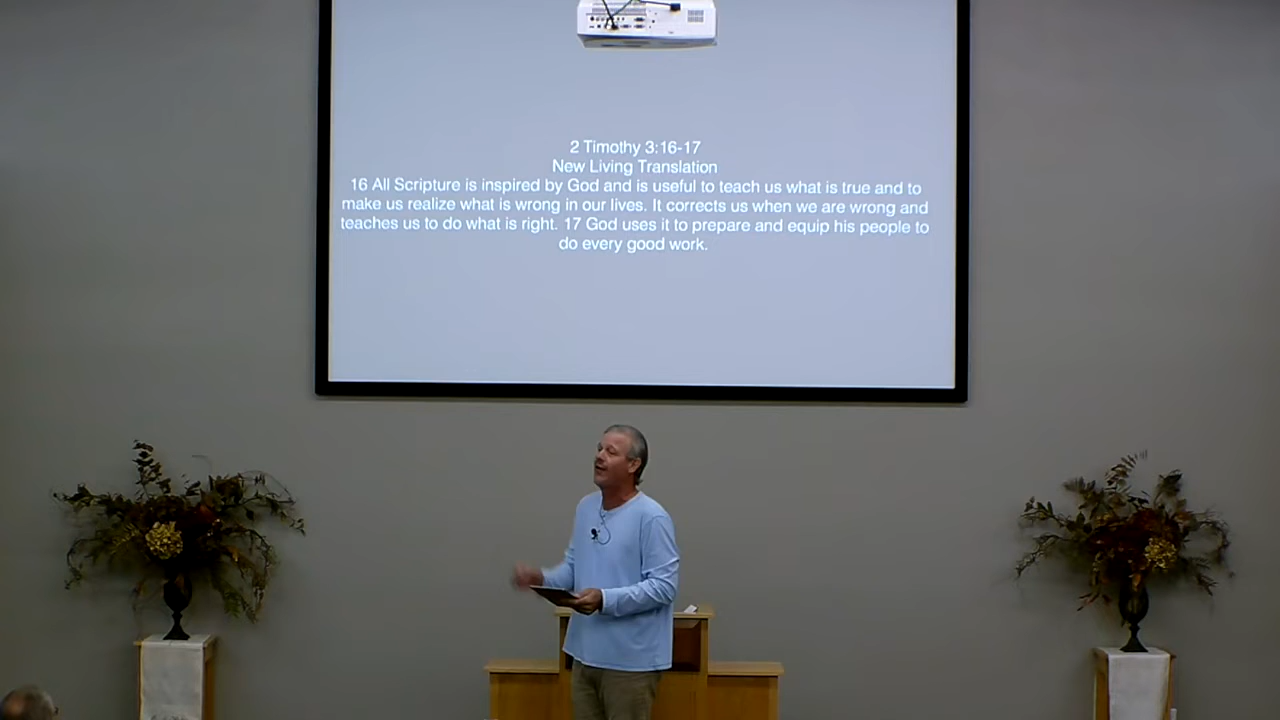 2 Timothy 3:16-17
New Living Translation
16 All Scripture is inspired by God and is useful to teach us what is true and to
make us realize what is wrong in our lives. It corrects us when we are wrong and
teaches us to do what is right. 17 God uses it to prepare and equip his people to
do every good work.